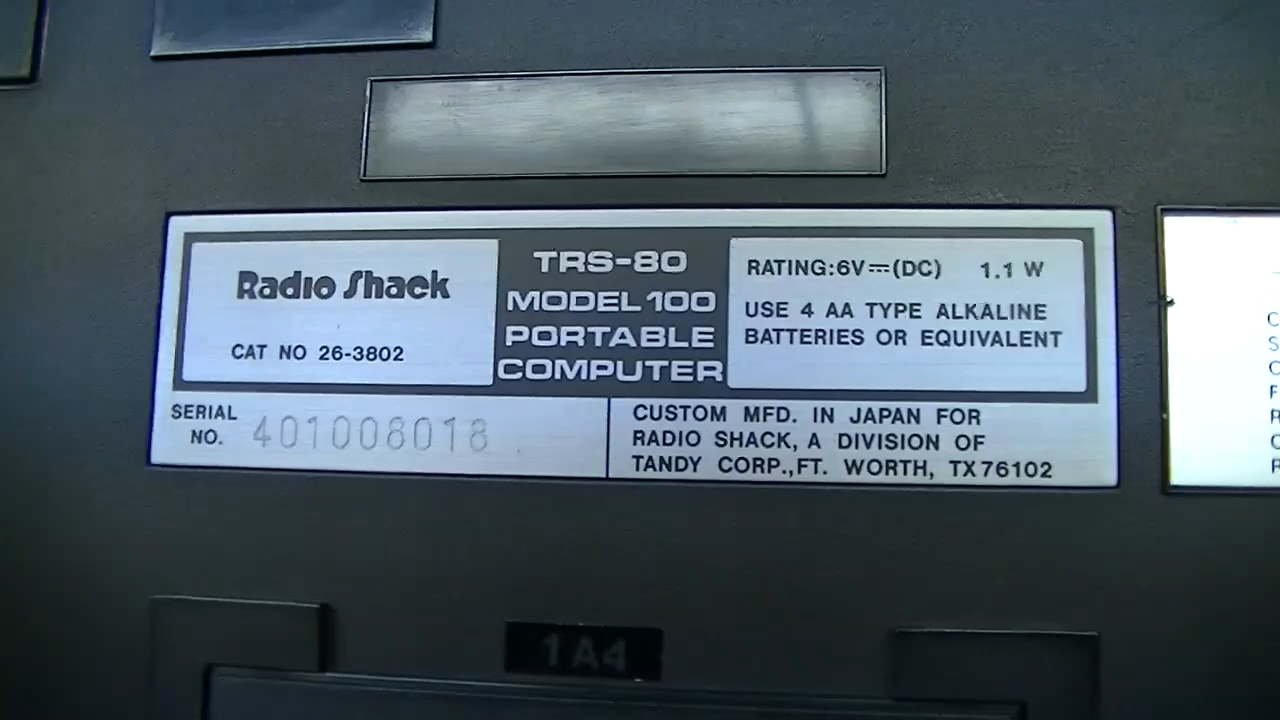 Radio Shack
CAT NO 26-3802
TRS-80
MODEL 100
PORTABLE
COMPUTER
RATING:6V⎓(DC) 1.1 W
USE 4 AA TYPE ALKALINE
BATTERIES OR EQUIVALENT
SERIAL
NO. 401008018
CUSTOM MFD. IN JAPAN FOR
RADIO SHACK, A DIVISION OF
TANDY CORP.,FT. WORTH, TX76102
C
S
C
F
R
C
R
1A4